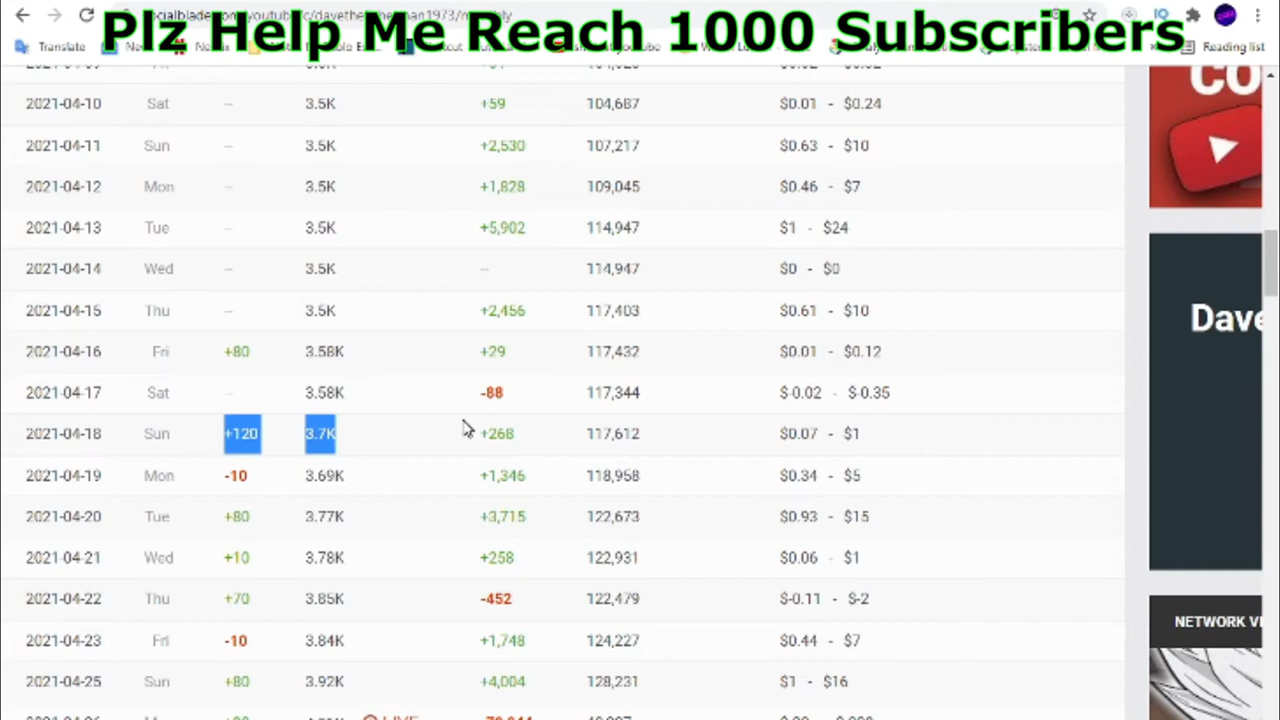 Plz Help Me Reach 1000 Subscribers
Translate
Reading list
2021-04-10 Sat – 3.5K +59 104,687 $0.01 - $0.24
2021-04-11 Sun – 3.5K +2,530 107,217 $0.63 - $10
2021-04-12 Mon – 3.5K +1,828 109,045 $0.46 - $7
2021-04-13 Tue – 3.5K +5,902 114,947 $1 - $24
2021-04-14 Wed – 3.5K -- 114,947 $0 - $0
2021-04-15 Thu – 3.5K +2,456 117,403 $0.61 - $10
2021-04-16 Fri +80 3.58K +29 117,432 $0.01 - $0.12
2021-04-17 Sat – 3.58K -88 117,344 $-0.02 - $-0.35
2021-04-18 Sun +120 3.7K +268 117,612 $0.07 - $1
2021-04-19 Mon -10 3.69K +1,346 118,958 $0.34 - $5
2021-04-20 Tue +80 3.77K +3,715 122,673 $0.93 - $15
2021-04-21 Wed +10 3.78K +258 122,931 $0.06 - $1
2021-04-22 Thu +70 3.85K -452 122,479 $-0.11 - $-2
2021-04-23 Fri -10 3.84K +1,748 124,227 $0.44 - $7
2021-04-25 Sun +80 3.92K +4,004 128,231 $1 - $16
LIVE
CO
Dave
NETWORK VI